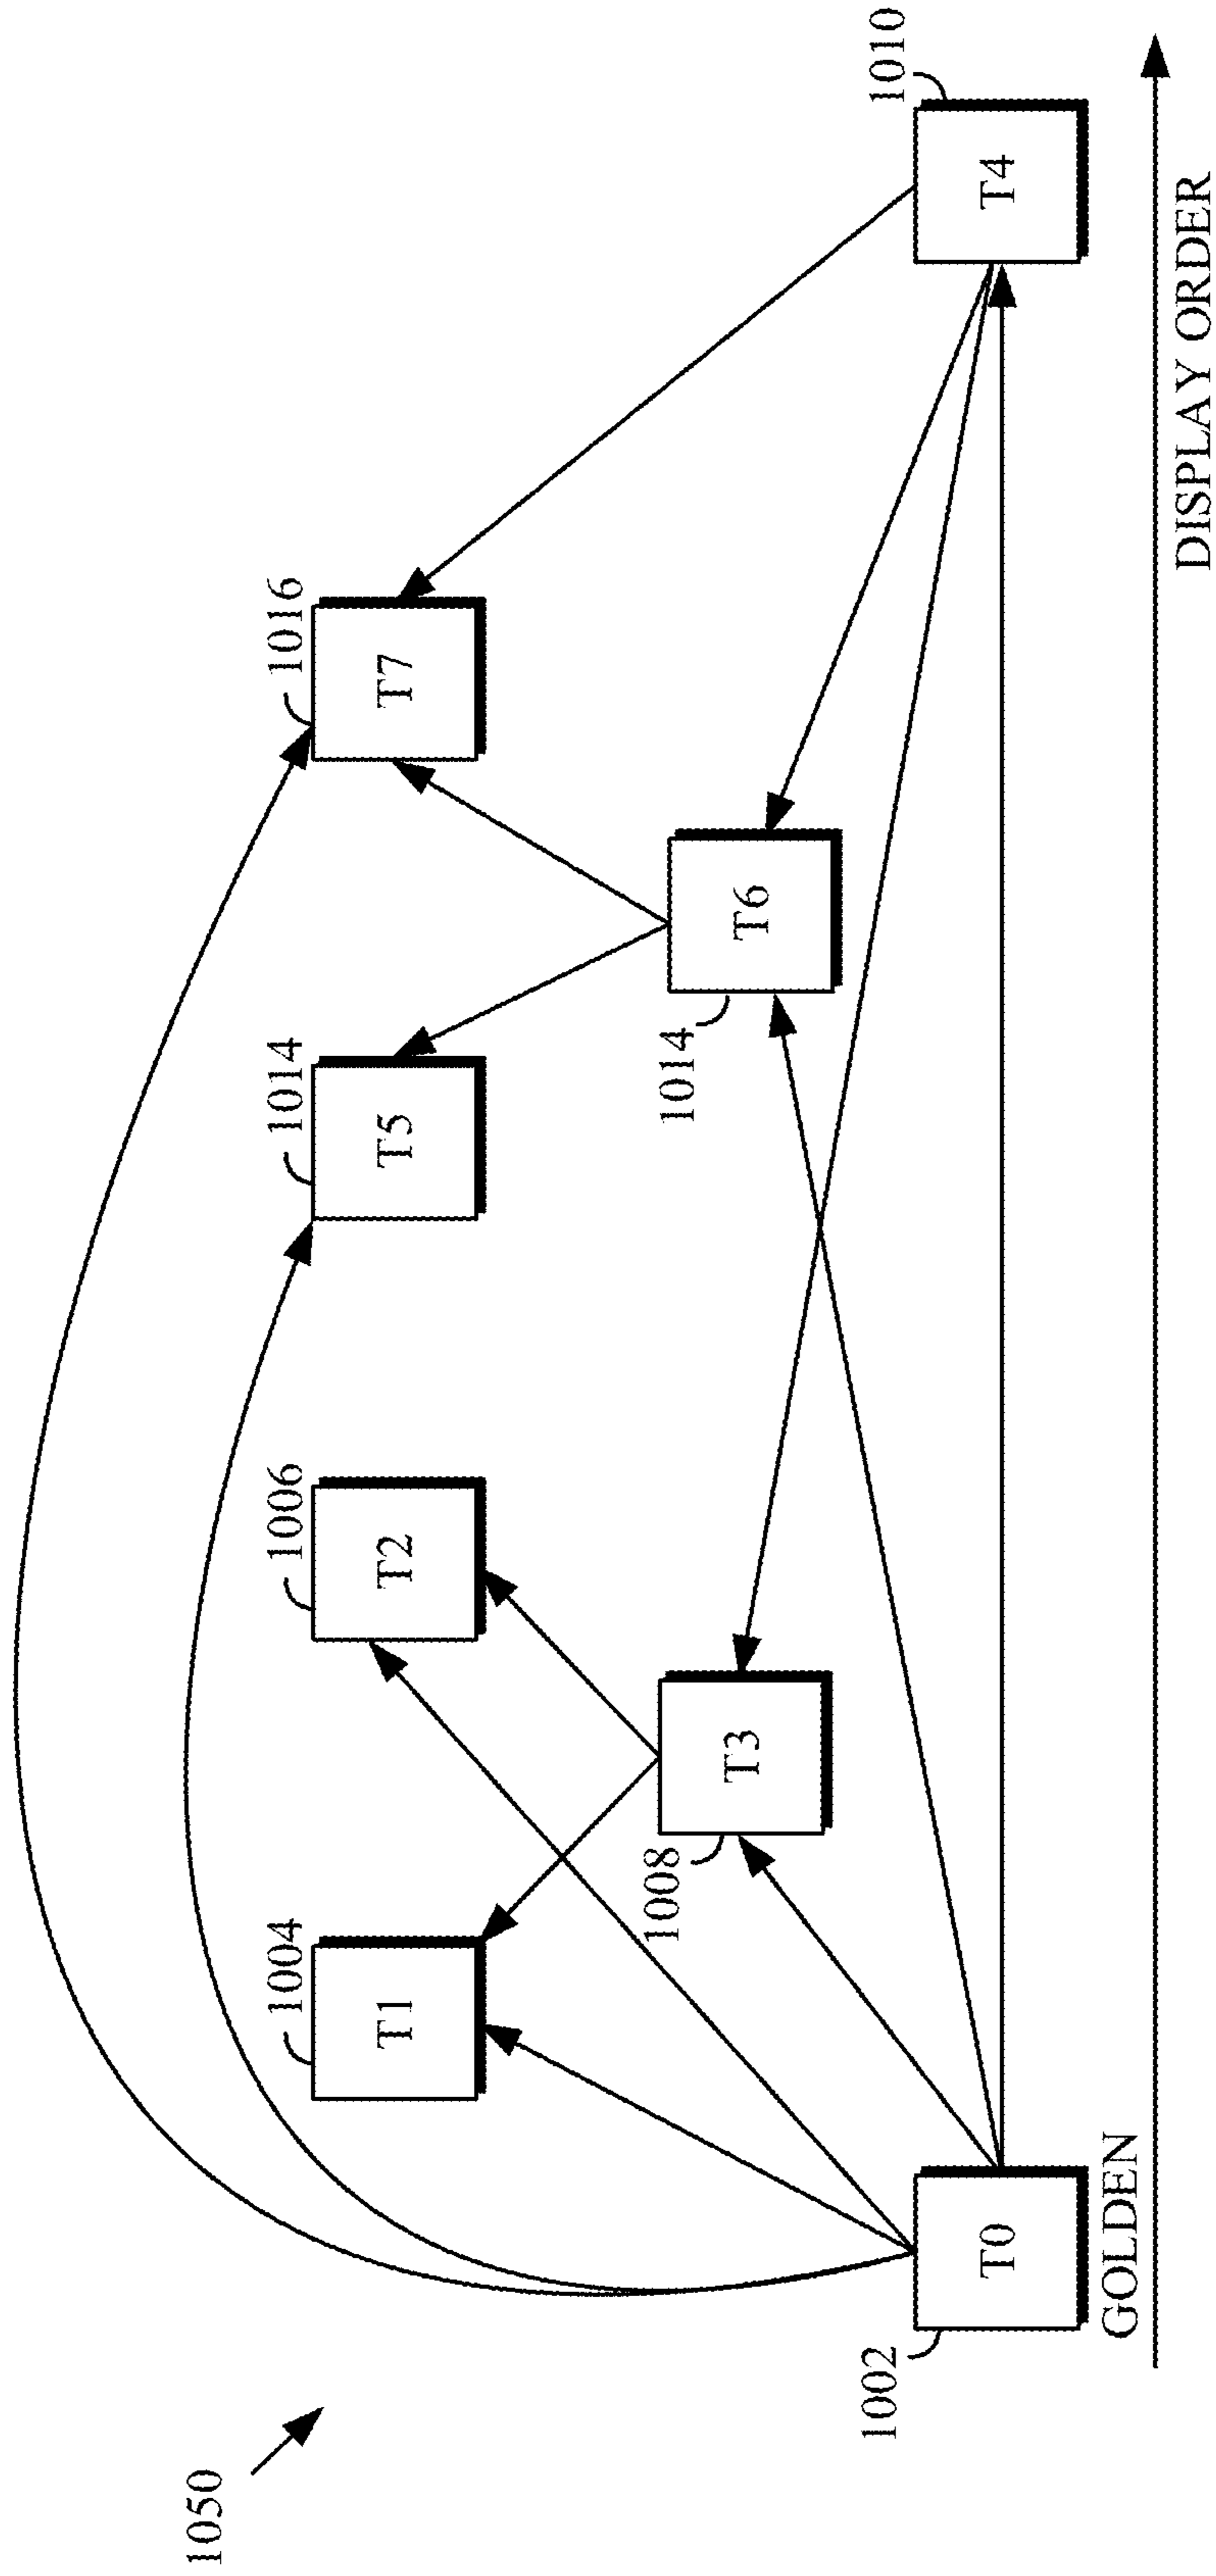 1050
1004
T1
1006
T2
1014
T5
1016
T7
1008
T3
1014
T6
1002
T0
1010
T4
GOLDEN
DISPLAY ORDER